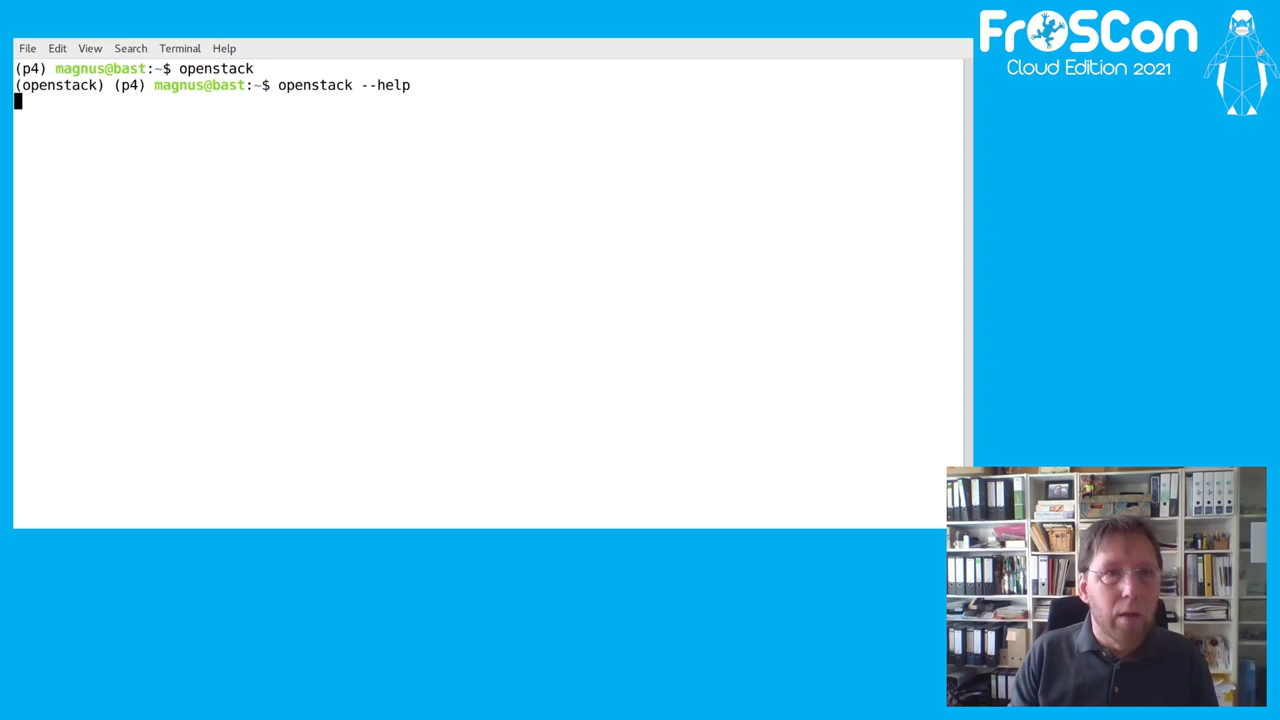 File Edit View Search Terminal Help
(p4) magnus@bast:~$ openstack
(openstack) (p4) magnus@bast:~$ openstack --help
FrOSCon
Cloud Edition 2021